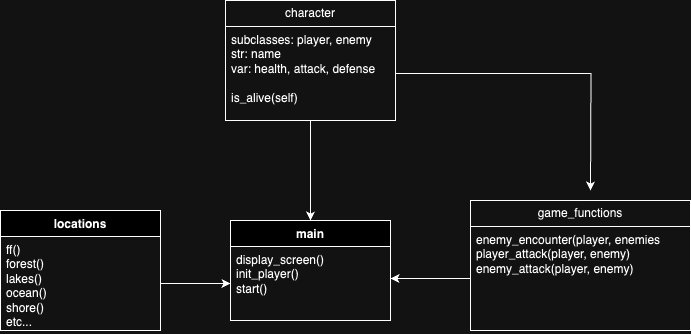 character
subclasses: player, enemy
str: name
var: health, attack, defense
is_alive(self)
locations
ff()
forest()
lakes()
ocean()
shore()
etc...
main
display_screen()
init_player()
start()
game_functions
enemy_encounter(player, enemies
player_attack(player, enemy)
enemy_attack(player, enemy)